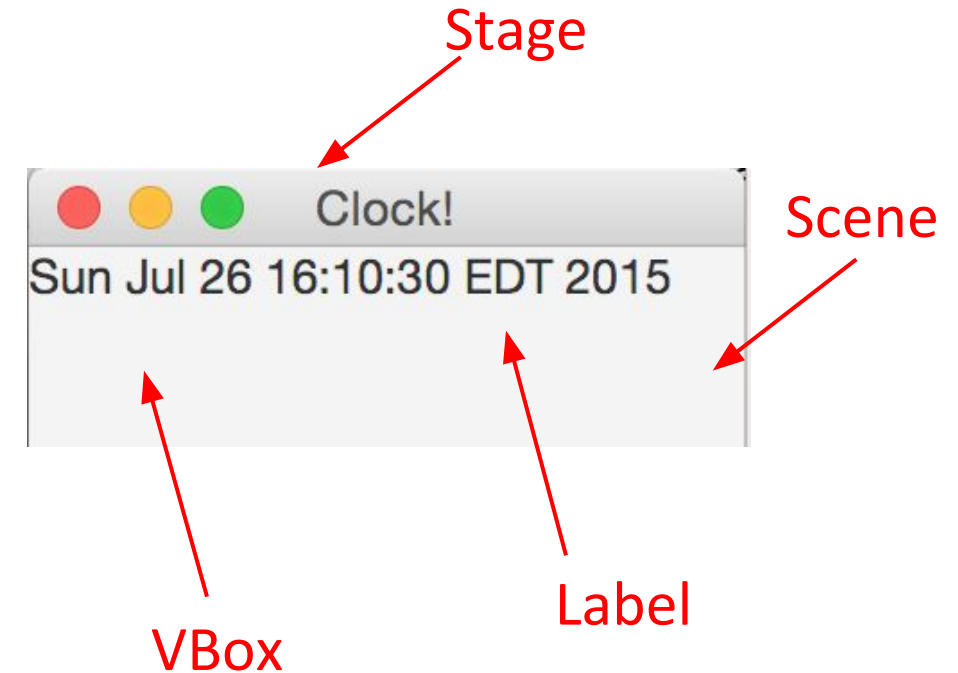 Stage
Clock!
Scene
Sun Jul 26 16:10:30 EDT 2015
Label
VBox